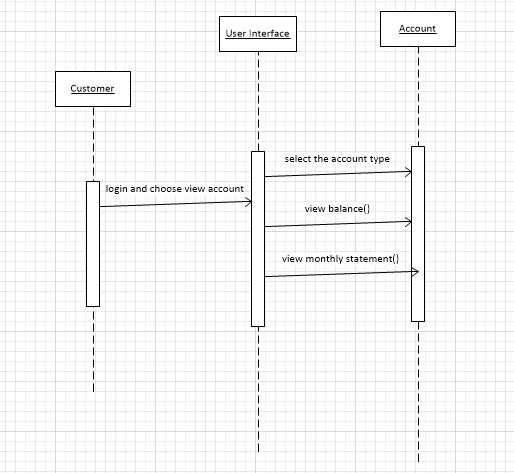 Account
User Interface
Customer
select the account type
login and choose view account
view balance()
view monthly statement()